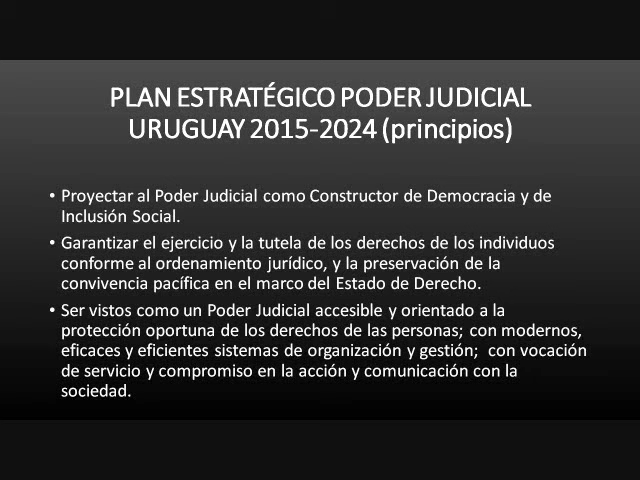 PLAN ESTRATÉGICO PODER JUDICIAL
URUGUAY 2015-2024 (principios)
• Proyectar al Poder Judicial como Constructor de Democracia y de
Inclusión Social.
• Garantizar el ejercicio y la tutela de los derechos de los individuos
conforme al ordenamiento jurídico, y la preservación de la
convivencia pacífica en el marco del Estado de Derecho.
• Ser vistos como un Poder Judicial accesible y orientado a la
protección oportuna de los derechos de las personas; con modernos,
eficaces y eficientes sistemas de organización y gestión; con vocación
de servicio y compromiso en la acción y comunicación con la
sociedad.